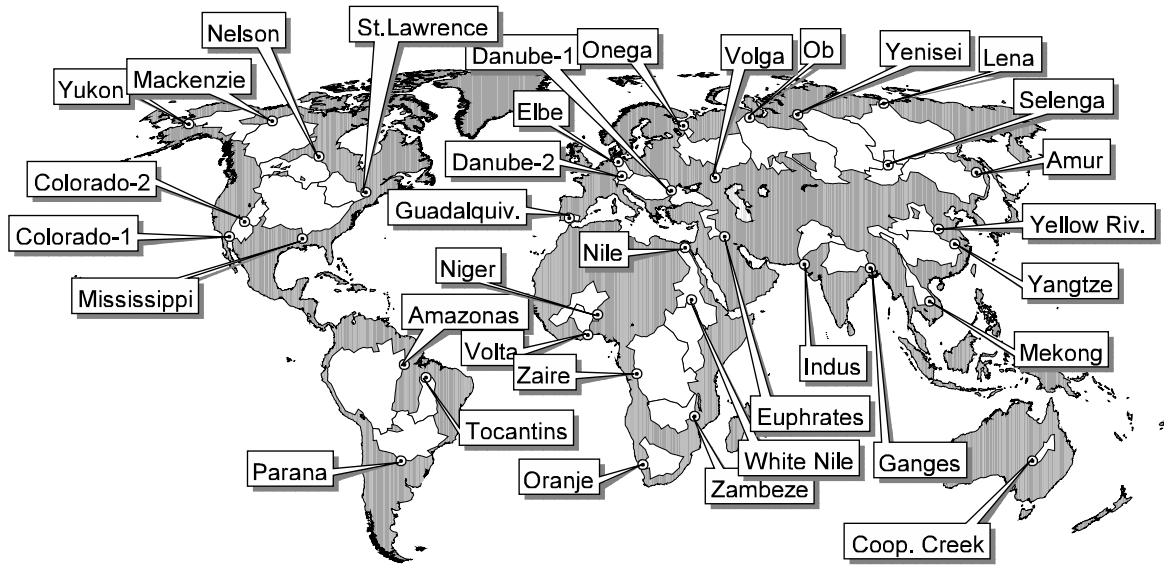 St.Lawrence
Nelson
Danube-1
Onega
Volga
Ob
Yenisei
Lena
Mackenzie
Yukon
Selenga
Elbe
Danube-2
Amur
Colorado-2
Guadalquiv.
Yellow Riv.
Colorado-1
Nile
Niger
Yangtze
Mississippi
Amazonas
Volta
Mekong
Zaire
Indus
Euphrates
Tocantins
White Nile
Ganges
Parana
Oranje
Zambeze
Coop. Creek